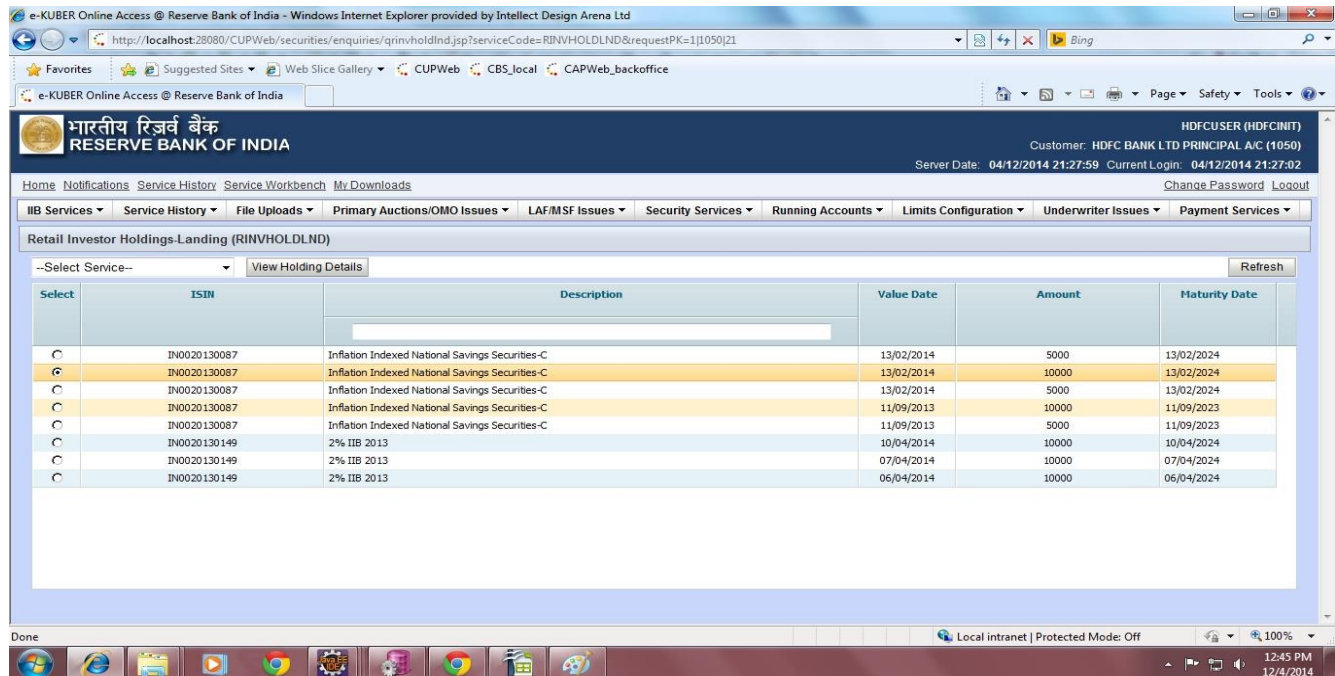 e-KUBER Online Access @ Reserve Bank of India - Windows Internet Explorer provided by Intellect Design Arena Ltd
http://localhost:28080/CUPWeb/securities/enquiries/qrinvholdlnd.jsp?serviceCode=RINVHOLDLND&requestPK=1|1050|21
Bing
Favorites Suggested Sites Web Slice Gallery CUPWeb CBS_local CAPWeb_backoffice
e-KUBER Online Access @ Reserve Bank of India Page Safety Tools
भारतीय रिज़र्व बैंक
RESERVE BANK OF INDIA
HDFCUSER (HDFCINIT)
Customer: HDFC BANK LTD PRINCIPAL A/C (1050)
Server Date: 04/12/2014 21:27:59 Current Login: 04/12/2014 21:27:02
Home Notifications Service History Service Workbench My Downloads Change Password Logout
IIB Services Service History File Uploads Primary Auctions/OMO Issues LAF/MSF Issues Security Services Running Accounts Limits Configuration Underwriter Issues Payment Services
Retail Investor Holdings-Landing (RINVHOLDLND)
--Select Service-- View Holding Details Refresh
Select ISIN Description Value Date Amount Maturity Date
IN0020130087 Inflation Indexed National Savings Securities-C 13/02/2014 5000 13/02/2024
IN0020130087 Inflation Indexed National Savings Securities-C 13/02/2014 10000 13/02/2024
IN0020130087 Inflation Indexed National Savings Securities-C 13/02/2014 5000 13/02/2024
IN0020130087 Inflation Indexed National Savings Securities-C 11/09/2013 10000 11/09/2023
IN0020130087 Inflation Indexed National Savings Securities-C 11/09/2013 5000 11/09/2023
IN0020130149 2% IIB 2013 10/04/2014 10000 10/04/2024
IN0020130149 2% IIB 2013 07/04/2014 10000 07/04/2024
IN0020130149 2% IIB 2013 06/04/2014 10000 06/04/2024
Done Local intranet | Protected Mode: Off 100%
12:45 PM
12/4/2014